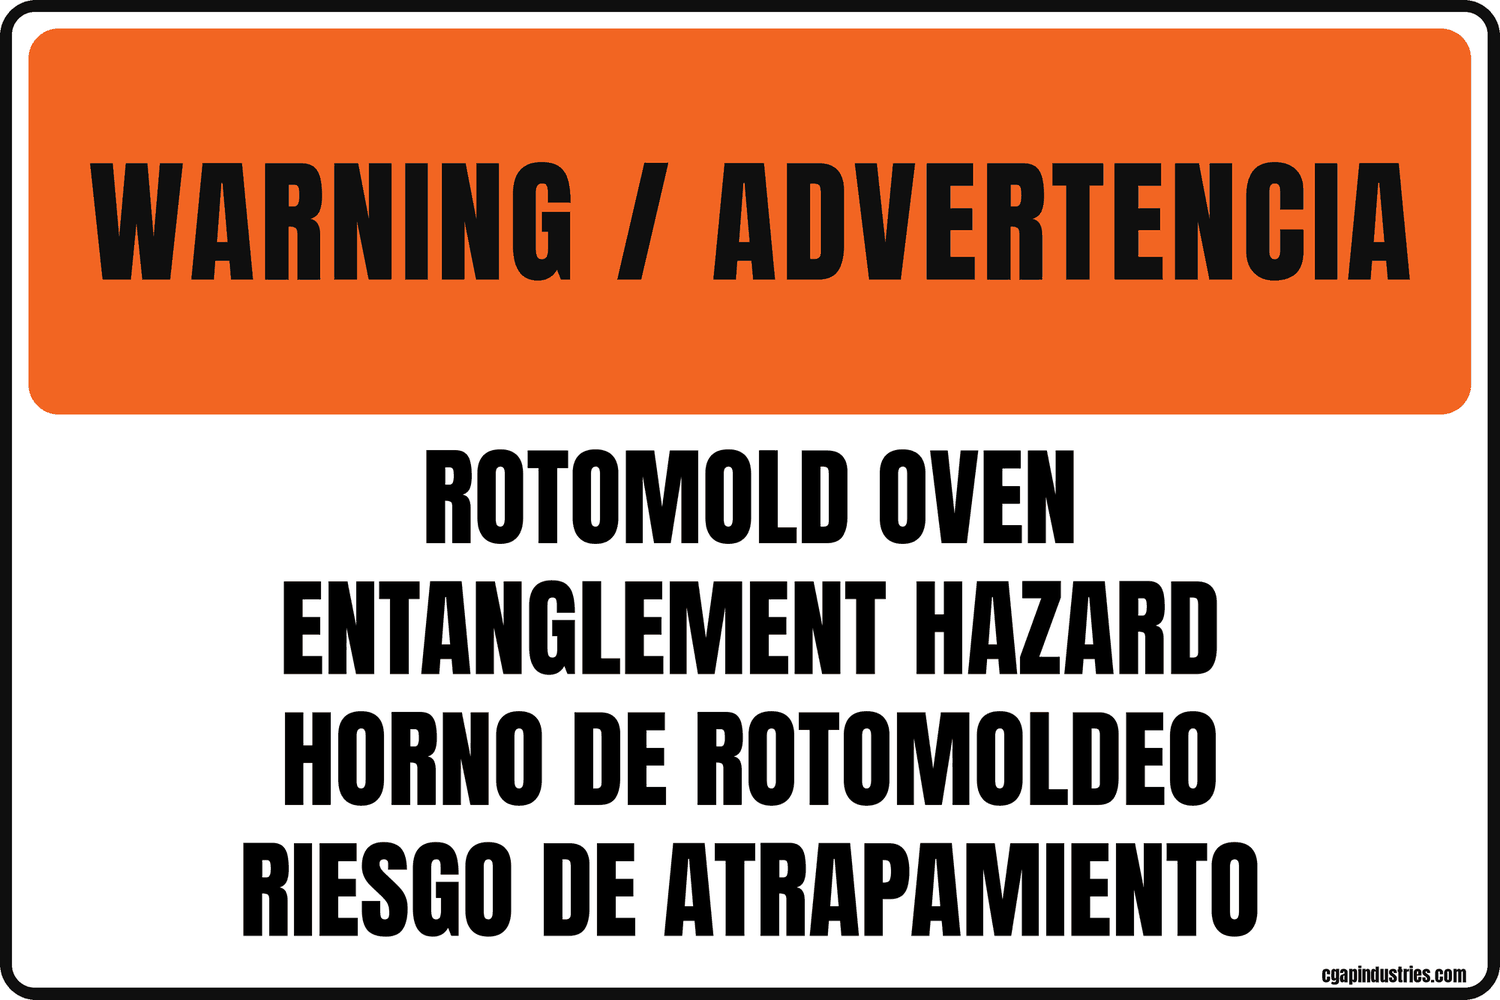 WARNING / ADVERTENCIA
ROTOMOLD OVEN
ENTANGLEMENT HAZARD
HORNO DE ROTOMOLDEO
RIESGO DE ATRAPAMIENTO
cgapindustries.com